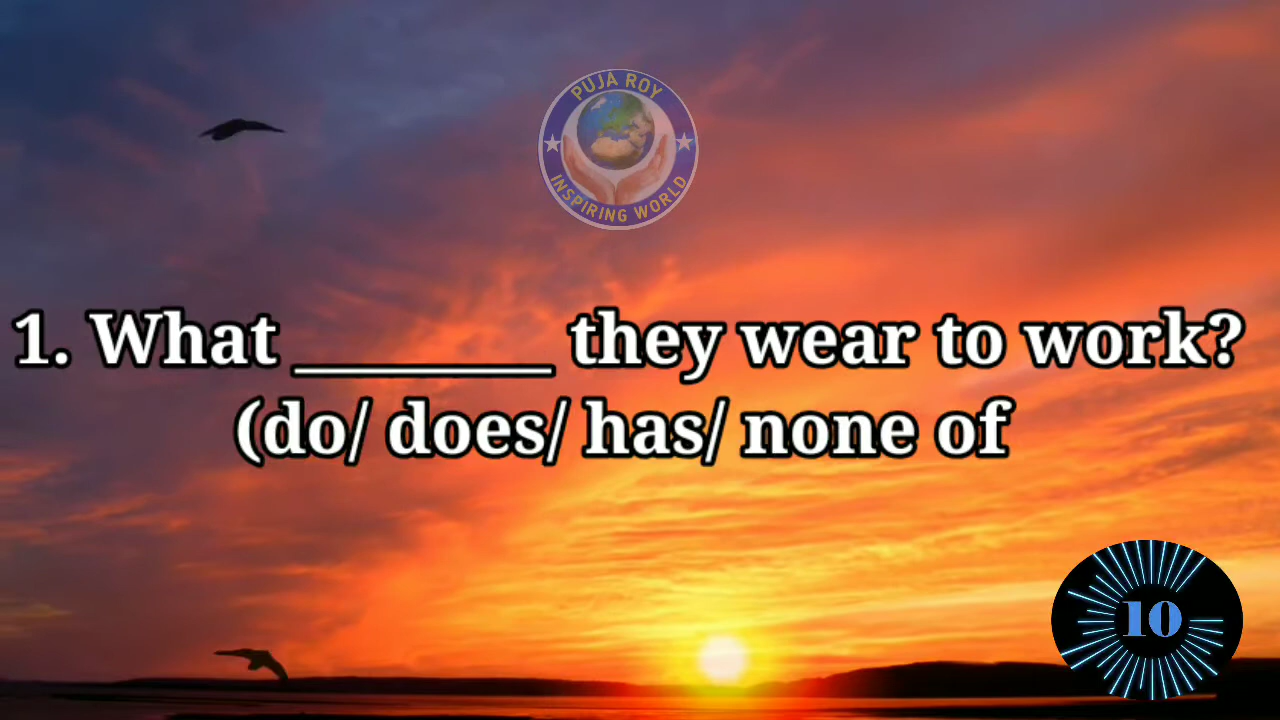 PUJA ROY
INSPIRING WORLD
1. What ________ they wear to work?
(do/ does/ has/ none of
10